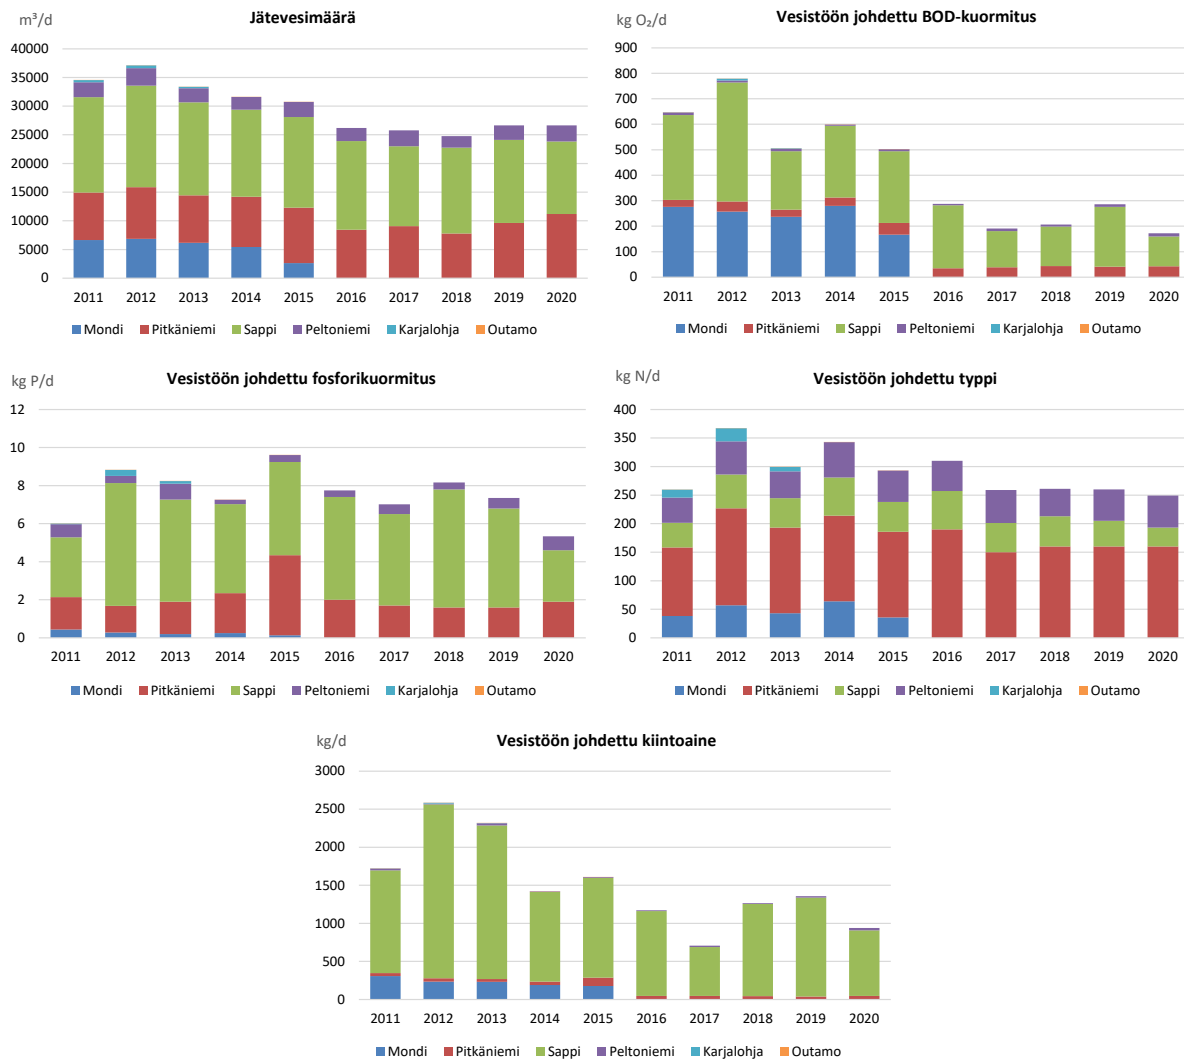 m³/d
Jätevesimäärä
40000
35000
30000
25000
20000
15000
10000
5000
0
2011 2012 2013 2014 2015 2016 2017 2018 2019 2020
Mondi Pitkäniemi Sappi Peltoniemi Karjalohja Outamo
kg O₂/d
Vesistöön johdettu BOD-kuormitus
900
800
700
600
500
400
300
200
100
0
2011 2012 2013 2014 2015 2016 2017 2018 2019 2020
Mondi Pitkäniemi Sappi Peltoniemi Karjalohja Outamo
kg P/d
Vesistöön johdettu fosforikuormitus
12
10
8
6
4
2
0
2011 2012 2013 2014 2015 2016 2017 2018 2019 2020
Mondi Pitkäniemi Sappi Peltoniemi Karjalohja Outamo
kg N/d
Vesistöön johdettu typpi
400
350
300
250
200
150
100
50
0
2011 2012 2013 2014 2015 2016 2017 2018 2019 2020
Mondi Pitkäniemi Sappi Peltoniemi Karjalohja Outamo
kg/d
Vesistöön johdettu kiintoaine
3000
2500
2000
1500
1000
500
0
2011 2012 2013 2014 2015 2016 2017 2018 2019 2020
Mondi Pitkäniemi Sappi Peltoniemi Karjalohja Outamo